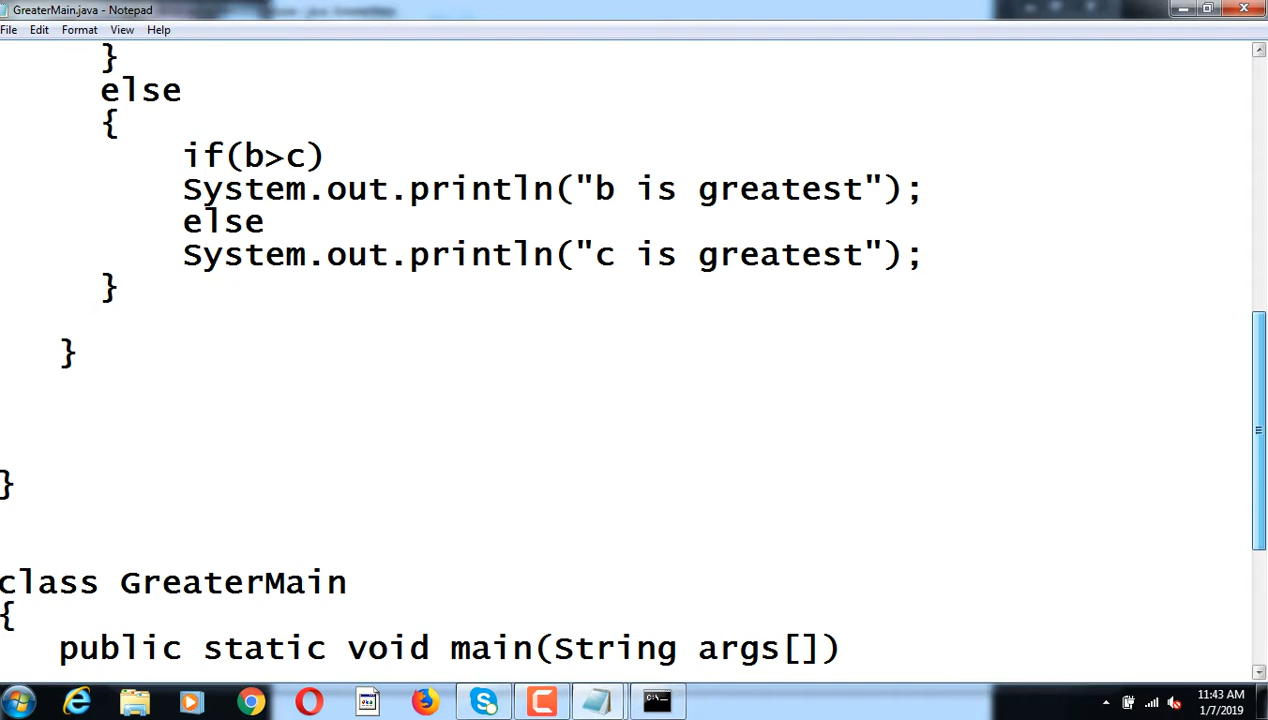 GreaterMain.java - Notepad
File Edit Format View Help
}
else
{
if(b>c)
System.out.println("b is greatest");
else
System.out.println("c is greatest");
}
}
}
class GreaterMain
{
public static void main(String args[])
11:43 AM
1/7/2019